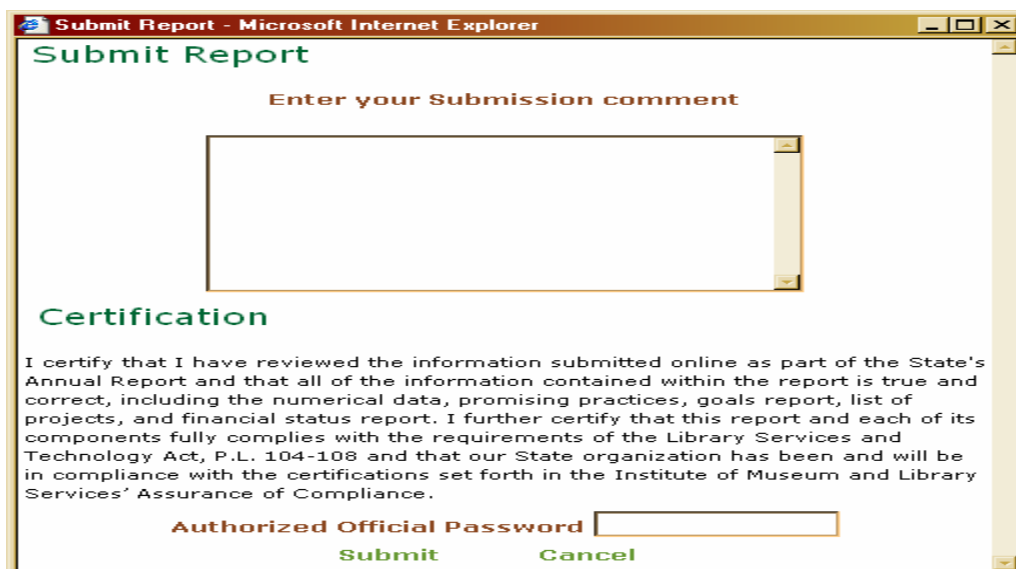 Submit Report - Microsoft Internet Explorer
Submit Report
Enter your Submission comment
Certification
I certify that I have reviewed the information submitted online as part of the State's
Annual Report and that all of the information contained within the report is true and
correct, including the numerical data, promising practices, goals report, list of
projects, and financial status report. I further certify that this report and each of its
components fully complies with the requirements of the Library Services and
Technology Act, P.L. 104-108 and that our State organization has been and will be
in compliance with the certifications set forth in the Institute of Museum and Library
Services’ Assurance of Compliance.
Authorized Official Password
Submit Cancel